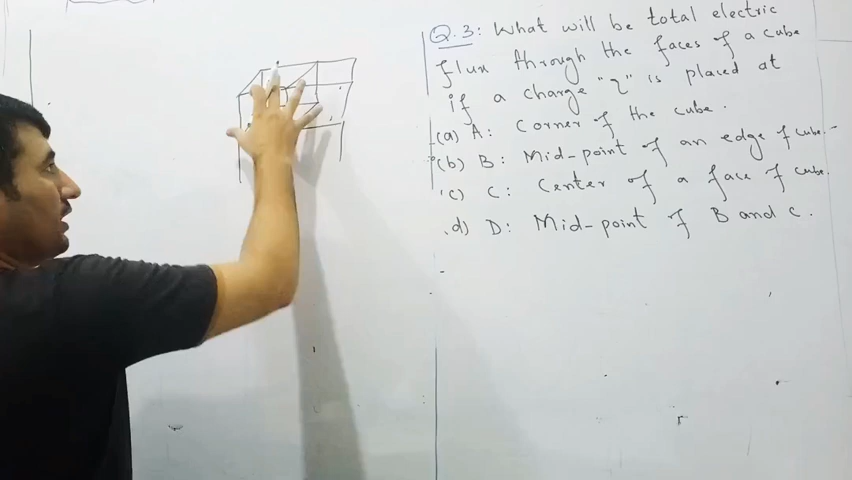 Q.3: What will be total electric
flux through the faces of a cube
if a charge "q" is placed at
(a) A: Corner of the cube.
(b) B: Mid-point of an edge of cube.
(c) C: Center of a face of cube.
(d) D: Mid-point of B and C.